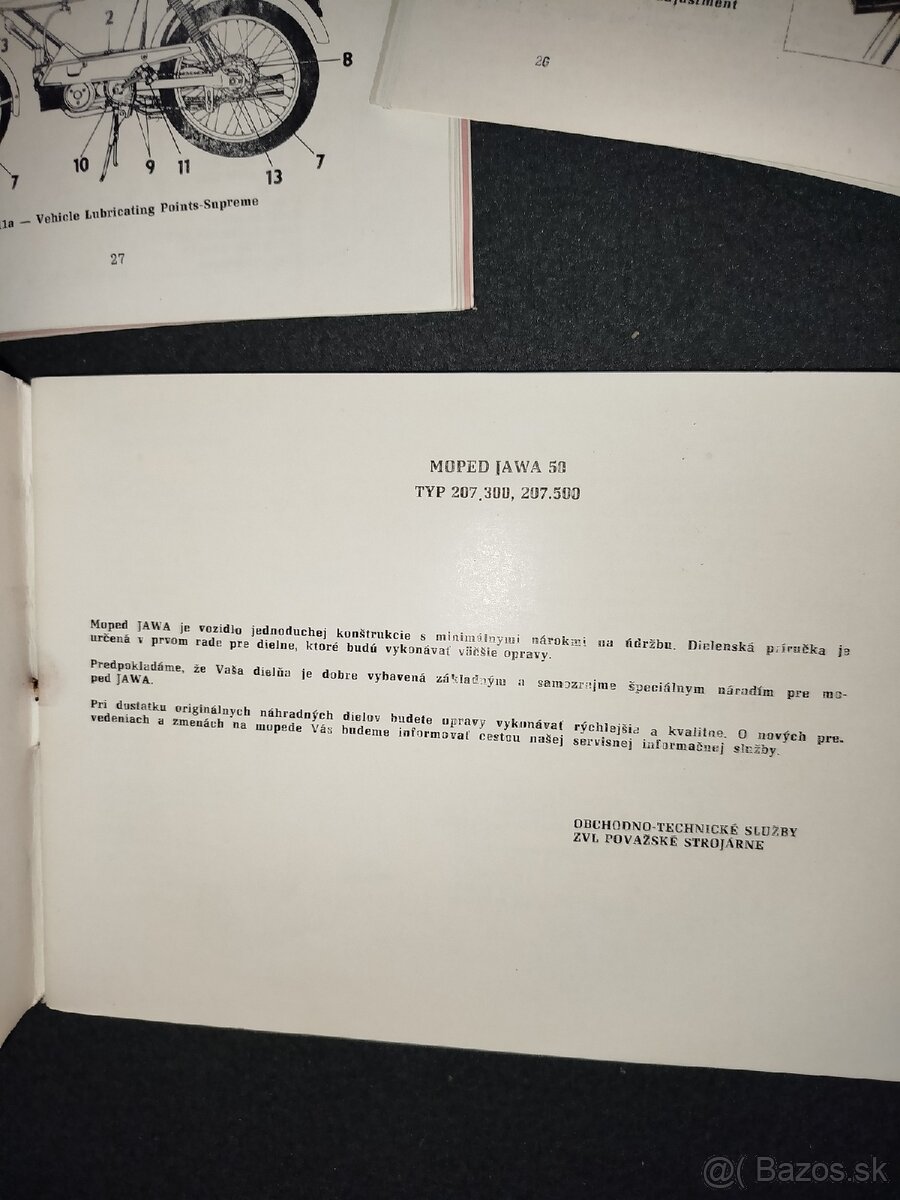 2
3
8
10
9
11
13
7
7
11a — Vehicle Lubricating Points-Supreme
27
26
MOPED JAWA 50
TYP 207.300, 207.500
Moped JAWA je vozidlo jednoduchej konštrukcie s minimálnymi nárokmi na údržbu. Dielenská príručka je
určená v prvom rade pre dielne, ktoré budú vykonávať väčšie opravy.
Predpokladáme, že Vaša dielňa je dobre vybavená základným a samozrejme špeciálnym náradím pre mo-
ped JAWA.
Pri dostatku originálnych náhradných dielov budete opravy vykonávať rýchlejšie a kvalitne. O nových pre-
vedeniach a zmenách na mopede Vás budeme informovať cestou našej servisnej informačnej služby.
OBCHODNO-TECHNICKÉ SLUŽBY
ZVL POVAŽSKÉ STROJÁRNE
@( Bazos.sk